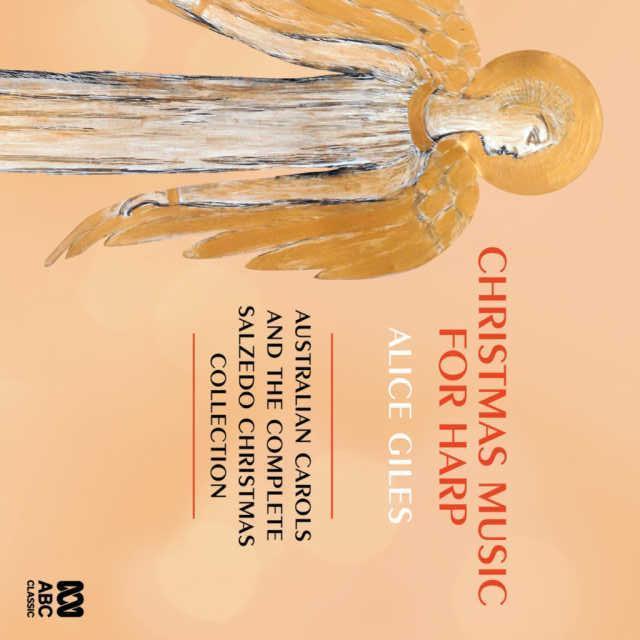 CHRISTMAS MUSIC
FOR HARP
ALICE GILES
AUSTRALIAN CAROLS
AND THE COMPLETE
SALZEDO CHRISTMAS
COLLECTION
ABC
CLASSIC